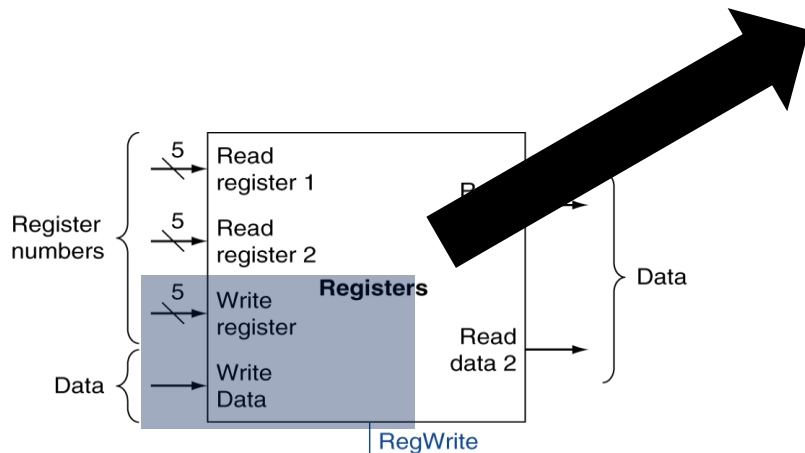 Register
numbers
Data
5
Read
register 1
5
Read
register 2
5
Write
register
Write
Data
Registers
Read
data 2
Data
RegWrite